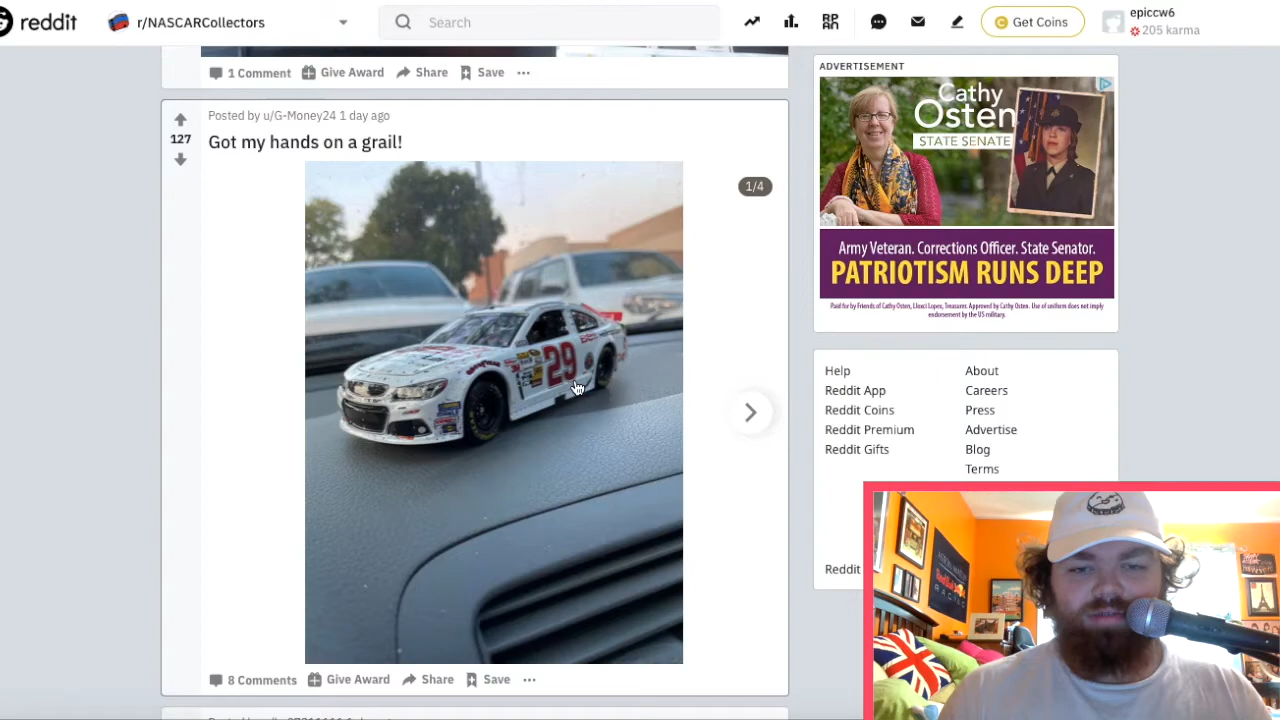 reddit
r/NASCARCollectors
Search
Get Coins
epiccw6
205 karma
1 Comment
Give Award
Share
Save
Posted by u/G-Money24 1 day ago
127
Got my hands on a grail!
1/4
29
8 Comments
Give Award
Share
Save
ADVERTISEMENT
Cathy
Osten
STATE SENATE
Army Veteran. Corrections Officer. State Senator.
PATRIOTISM RUNS DEEP
Help
About
Reddit App
Careers
Reddit Coins
Press
Reddit Premium
Advertise
Reddit Gifts
Blog
Terms
Reddit
Red Bull
RACING